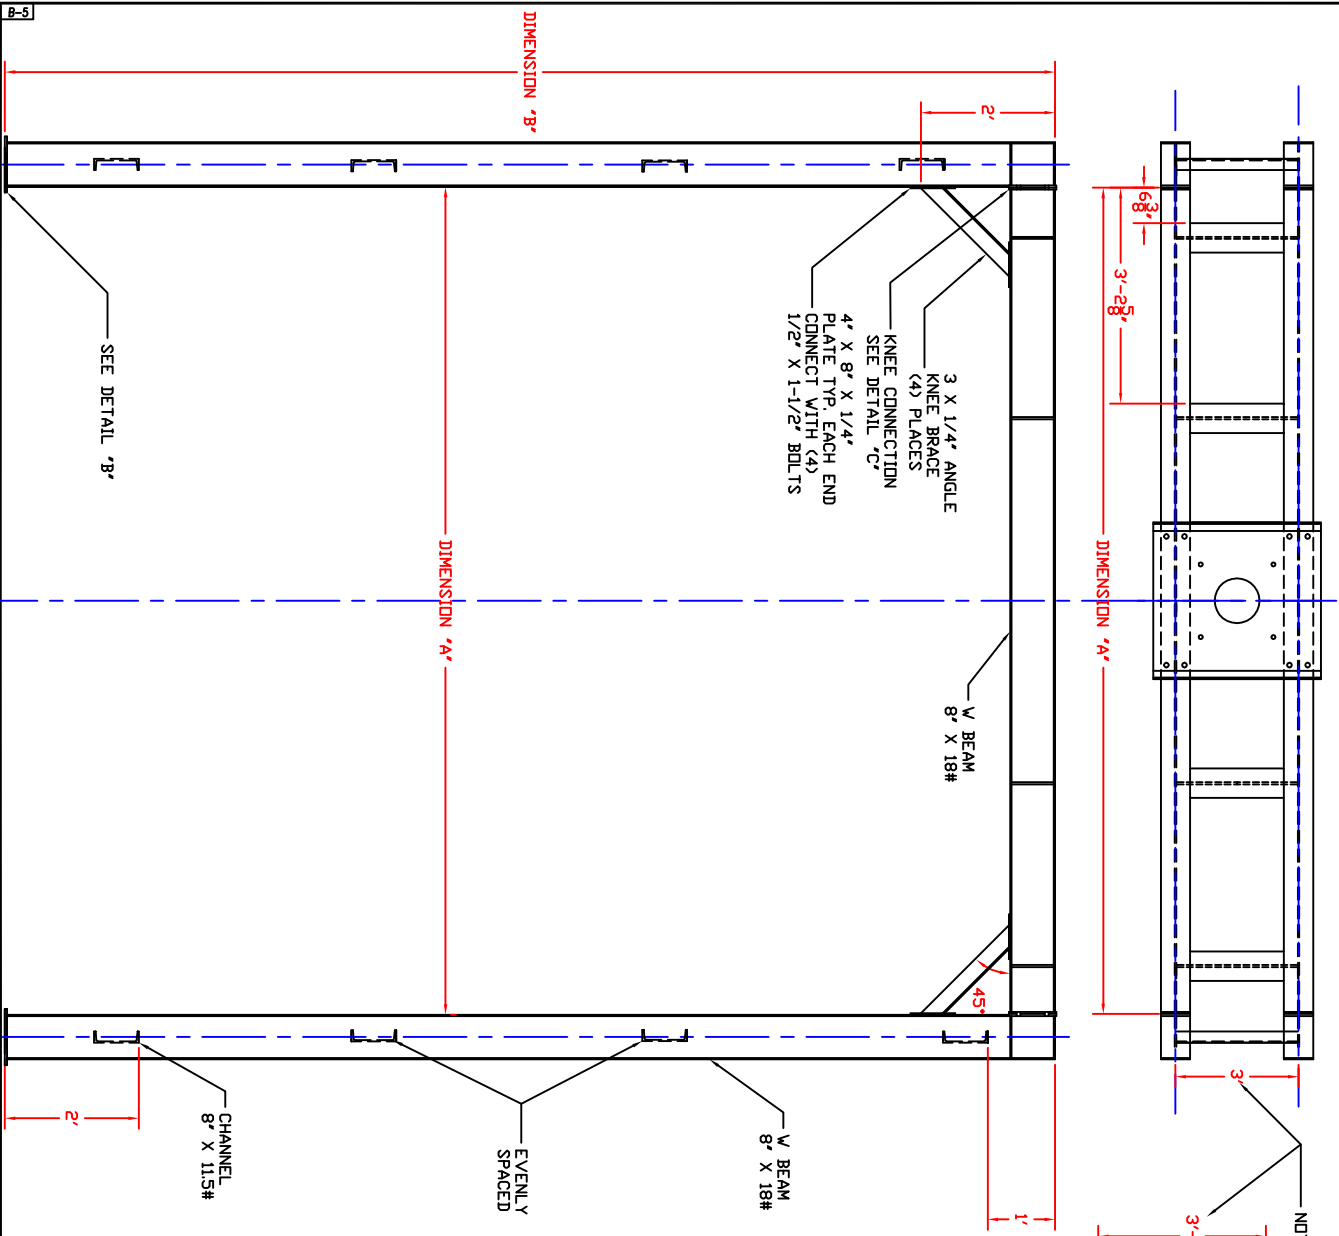 B-5
DIMENSION "B"
2'
6 3/8"
3'-2 5/8"
3 X 1/4" ANGLE
KNEE BRACE
(4) PLACES
KNEE CONNECTION
SEE DETAIL "C"
4" X 8" X 1/4"
PLATE TYP. EACH END
CONNECT WITH (4)
1/2" X 1-1/2" BOLTS
SEE DETAIL "B"
DIMENSION "A"
DIMENSION "A"
W BEAM
8" X 18#
45°
3'
2'
CHANNEL
8" X 11.5#
EVENLY
SPACED
W BEAM
8" X 18#
1'
3'-